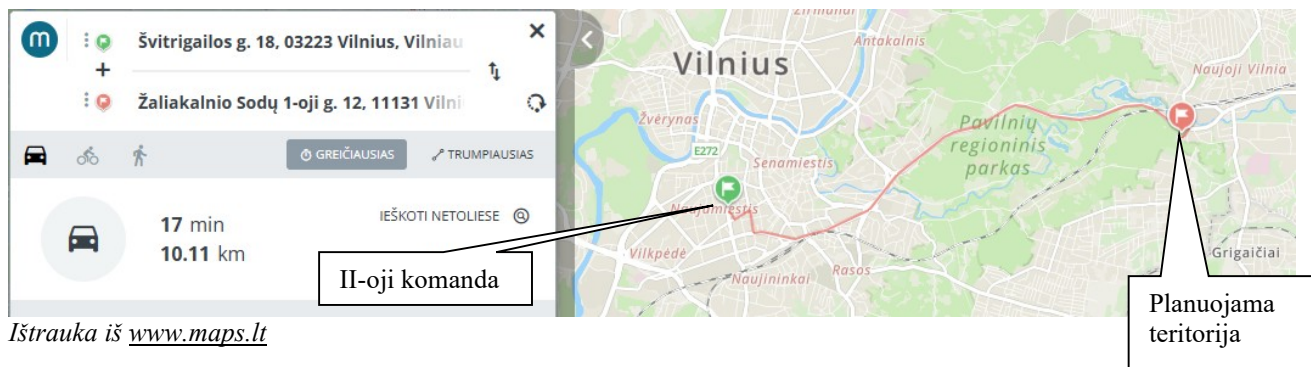 m
Švitrigailos g. 18, 03223 Vilnius, Vilniau
Žaliakalnio Sodų 1-oji g. 12, 11131 Vilni
GREIČIAUSIAS
TRUMPIAUSIAS
17 min
10.11 km
IEŠKOTI NETOLIESE
II-oji komanda
Žirmūnai
Antakalnis
Vilnius
Naujoji Vilnia
Žvėrynas
Pavilnių
regioninis
parkas
E272
Senamiestis
Naujamiestis
Vilkpėdė
Grigaičiai
Rasos
Naujininkai
Planuojama
teritorija
Ištrauka iš www.maps.lt